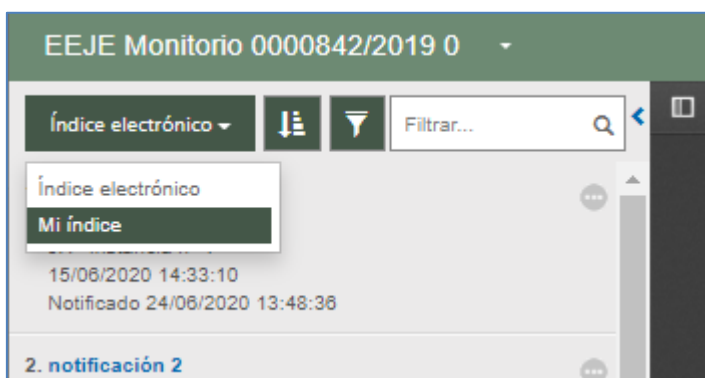 EEJE Monitorio 0000842/2019 0
Índice electrónico
Filtrar...
Índice electrónico
Mi índice
15/06/2020 14:33:10
Notificado 24/06/2020 13:48:36
2. notificación 2